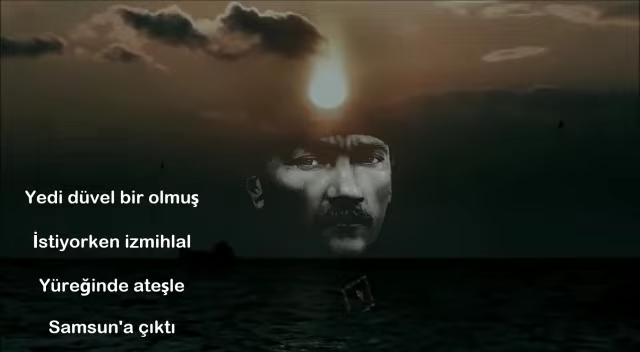 Yedi düvel bir olmuş
İstiyorken izmihlal
Yüreğinde ateşle
Samsun'a çıktı